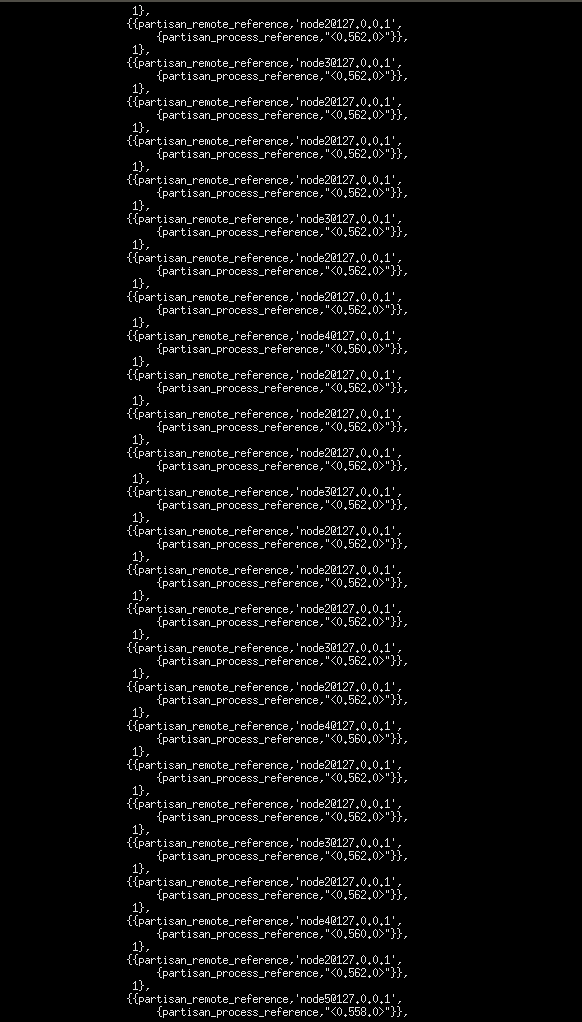 1},
{{partisan_remote_reference,'node2@127.0.0.1',
{partisan_process_reference,"<0.562.0>"}},
1},
{{partisan_remote_reference,'node3@127.0.0.1',
{partisan_process_reference,"<0.562.0>"}},
1},
{{partisan_remote_reference,'node2@127.0.0.1',
{partisan_process_reference,"<0.562.0>"}},
1},
{{partisan_remote_reference,'node2@127.0.0.1',
{partisan_process_reference,"<0.562.0>"}},
1},
{{partisan_remote_reference,'node2@127.0.0.1',
{partisan_process_reference,"<0.562.0>"}},
1},
{{partisan_remote_reference,'node3@127.0.0.1',
{partisan_process_reference,"<0.562.0>"}},
1},
{{partisan_remote_reference,'node2@127.0.0.1',
{partisan_process_reference,"<0.562.0>"}},
1},
{{partisan_remote_reference,'node2@127.0.0.1',
{partisan_process_reference,"<0.562.0>"}},
1},
{{partisan_remote_reference,'node4@127.0.0.1',
{partisan_process_reference,"<0.560.0>"}},
1},
{{partisan_remote_reference,'node2@127.0.0.1',
{partisan_process_reference,"<0.562.0>"}},
1},
{{partisan_remote_reference,'node2@127.0.0.1',
{partisan_process_reference,"<0.562.0>"}},
1},
{{partisan_remote_reference,'node2@127.0.0.1',
{partisan_process_reference,"<0.562.0>"}},
1},
{{partisan_remote_reference,'node3@127.0.0.1',
{partisan_process_reference,"<0.562.0>"}},
1},
{{partisan_remote_reference,'node2@127.0.0.1',
{partisan_process_reference,"<0.562.0>"}},
1},
{{partisan_remote_reference,'node2@127.0.0.1',
{partisan_process_reference,"<0.562.0>"}},
1},
{{partisan_remote_reference,'node2@127.0.0.1',
{partisan_process_reference,"<0.562.0>"}},
1},
{{partisan_remote_reference,'node3@127.0.0.1',
{partisan_process_reference,"<0.562.0>"}},
1},
{{partisan_remote_reference,'node2@127.0.0.1',
{partisan_process_reference,"<0.562.0>"}},
1},
{{partisan_remote_reference,'node4@127.0.0.1',
{partisan_process_reference,"<0.560.0>"}},
1},
{{partisan_remote_reference,'node2@127.0.0.1',
{partisan_process_reference,"<0.562.0>"}},
1},
{{partisan_remote_reference,'node2@127.0.0.1',
{partisan_process_reference,"<0.562.0>"}},
1},
{{partisan_remote_reference,'node3@127.0.0.1',
{partisan_process_reference,"<0.562.0>"}},
1},
{{partisan_remote_reference,'node2@127.0.0.1',
{partisan_process_reference,"<0.562.0>"}},
1},
{{partisan_remote_reference,'node4@127.0.0.1',
{partisan_process_reference,"<0.560.0>"}},
1},
{{partisan_remote_reference,'node2@127.0.0.1',
{partisan_process_reference,"<0.562.0>"}},
1},
{{partisan_remote_reference,'node5@127.0.0.1',
{partisan_process_reference,"<0.558.0>"}},